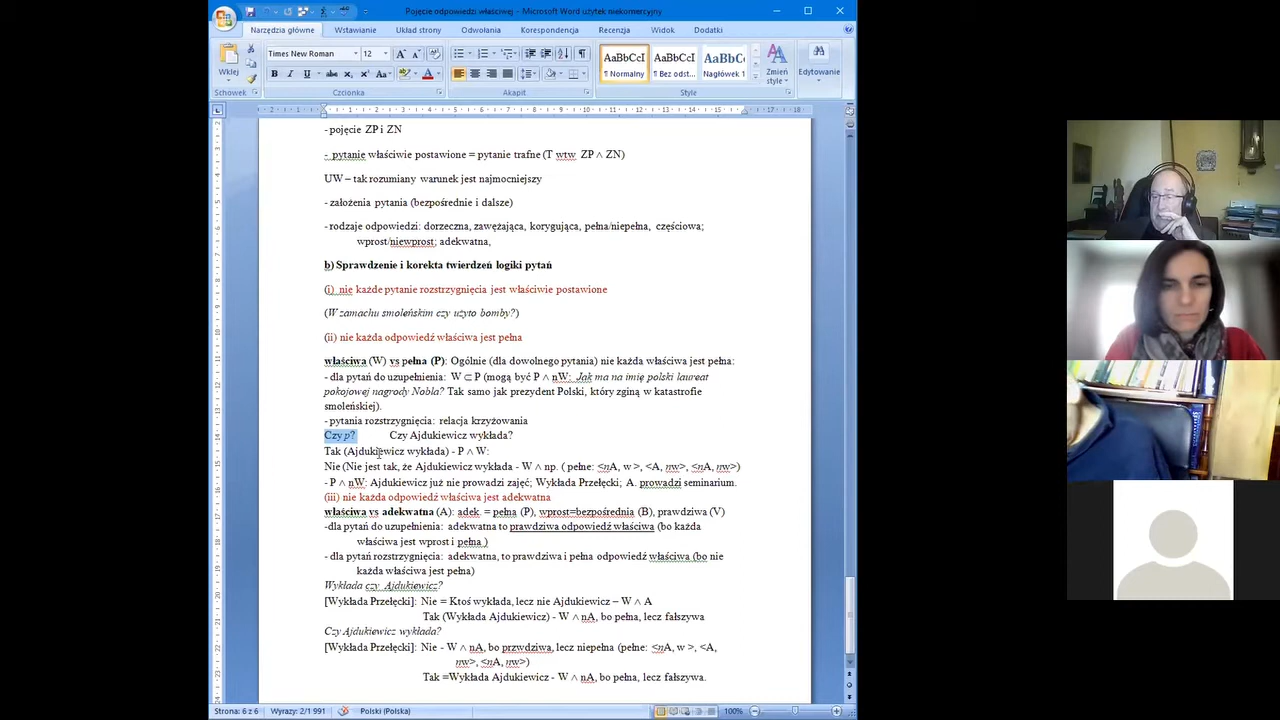 Pojęcie odpowiedzi właściwej - Microsoft Word użytek niekomercyjny
Narzędzia główne Wstawianie Układ strony Odwołania Korespondencja Recenzja Widok Dodatki
Wklej
Times New Roman 12
AaBbCcI AaBbCcI AaBbC
¶ Normalny ¶ Bez odst... Nagłówek 1
Zmień style
Edytowanie
Schowek Czcionka Akapit Style
- pojęcie ZP i ZN
- pytanie właściwie postawione = pytanie trafne (T wtw ZP ∧ ZN)
UW – tak rozumiany warunek jest najmocniejszy
- założenia pytania (bezpośrednie i dalsze)
- rodzaje odpowiedzi: dorzeczna, zawężająca, korygująca, pełna/niepełna, częściowa;
wprost/niewprost; adekwatna,
b) Sprawdzenie i korekta twierdzeń logiki pytań
(i) nie każde pytanie rozstrzygnięcia jest właściwie postawione
(W zamachu smoleńskim czy użyto bomby?)
(ii) nie każda odpowiedź właściwa jest pełna
właściwa (W) vs pełna (P): Ogólnie (dla dowolnego pytania) nie każda właściwa jest pełna:
- dla pytań do uzupełnienia: W ⊂ P (mogą być P ∧ nW: Jak ma na imię polski laureat
pokojowej nagrody Nobla? Tak samo jak prezydent Polski, który zginą w katastrofie
smoleńskiej).
- pytania rozstrzygnięcia: relacja krzyżowania
Czy p? Czy Ajdukiewicz wykłada?
Tak (Ajdukiewicz wykłada) - P ∧ W:
Nie (Nie jest tak, że Ajdukiewicz wykłada - W ∧ np. ( pełne: <nA, w >, <A, nw>, <nA, nw>)
- P ∧ nW: Ajdukiewicz już nie prowadzi zajęć; Wykłada Przełęcki; A. prowadzi seminarium.
(iii) nie każda odpowiedź właściwa jest adekwatna
właściwa vs adekwatna (A): adek. = pełna (P), wprost=bezpośrednia (B), prawdziwa (V)
-dla pytań do uzupełnienia: adekwatna to prawdziwa odpowiedź właściwa (bo każda
właściwa jest wprost i pełna )
- dla pytań rozstrzygnięcia: adekwatna, to prawdziwa i pełna odpowiedź właściwa (bo nie
każda właściwa jest pełna)
Wykłada czy Ajdukiewicz?
[Wykłada Przełęcki]: Nie = Ktoś wykłada, lecz nie Ajdukiewicz – W ∧ A
Tak (Wykłada Ajdukiewicz) - W ∧ nA, bo pełna, lecz fałszywa
Czy Ajdukiewicz wykłada?
[Wykłada Przełęcki]: Nie - W ∧ nA, bo przwdziwa, lecz niepełna (pełne: <nA, w >, <A,
nw>, <nA, nw>)
Tak =Wykłada Ajdukiewicz - W ∧ nA, bo pełna, lecz fałszywa.
Strona: 6 z 6 Wyrazy: 2/1 991 Polski (Polska) 100%